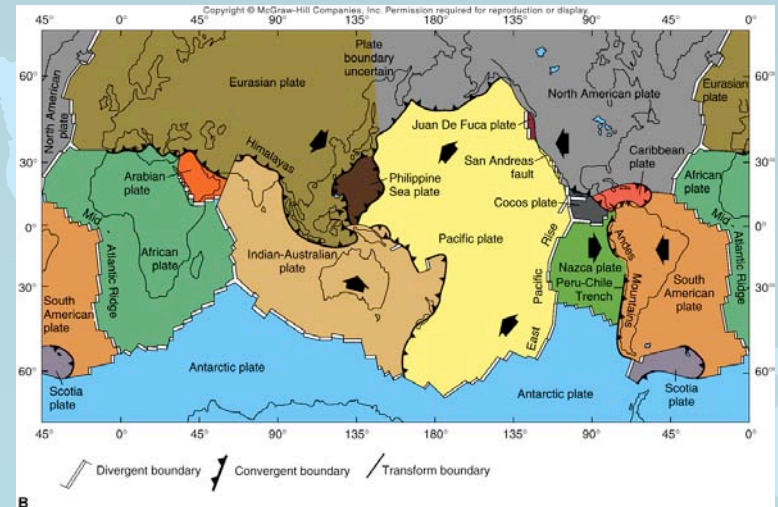 Copyright © McGraw-Hill Companies, Inc. Permission required for reproduction or display.
45° 0° 45° 90° 135° 180° 135° 90° 45° 0°
60° 60°
30° 30°
0° 0°
30° 30°
60° 60°
Plate
boundary
uncertain
North American
plate
Eurasian plate
North American plate
Eurasian
plate
Juan De Fuca plate
Himalayas
San Andreas
fault
Caribbean
plate
Arabian
plate
Philippine
Sea plate
Cocos plate
African
plate
Mid
Atlantic Ridge
African
plate
Indian-Australian
plate
Pacific plate
East Pacific Rise
Nazca plate
Peru-Chile
Trench
Andes
Mountains
South
American
plate
South
American
plate
Mid
Atlantic Ridge
Antarctic plate
Antarctic plate
Scotia
plate
Scotia
plate
45° 0° 45° 90° 135° 180° 135° 90° 45° 0°
Divergent boundary Convergent boundary Transform boundary
B